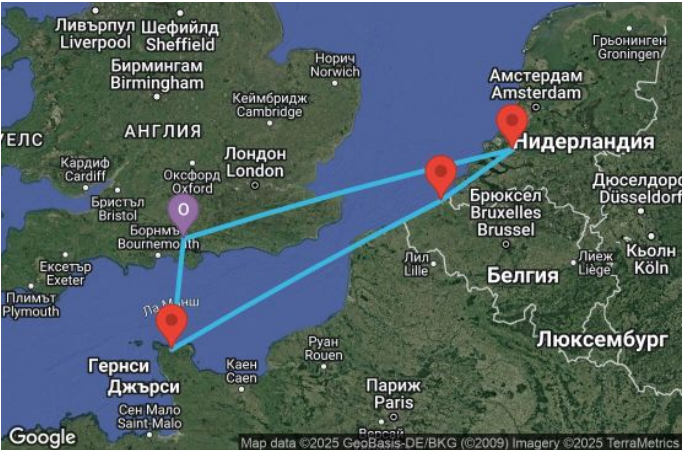 Ливърпул
Liverpool
Шефийлд
Sheffield
Грьонинген
Groningen
Норич
Norwich
Бирмингам
Birmingham
Амстердам
Amsterdam
Кеймбридж
Cambridge
АНГЛИЯ
УЕЛС
Нидерландия
Кардиф
Cardiff
Оксфорд
Oxford
Лондон
London
Дюселдорф
Düsseldorf
Бристъл
Bristol
0
Брюксел
Bruxelles
Brussel
Bournemouth
Ексетър
Exeter
Лил
Lille
Лиеж
Liège
Кьолн
Köln
Белгия
Плимът
Plymouth
Ла Манш
Люксембург
Руан
Rouen
Гернси
Джърси
Каен
Caen
Париж
Paris
Сен Мало
Saint-Malo
Версай
Google
Map data ©2025 GeoBasis-DE/BKG (©2009) Imagery ©2025 TerraMetrics